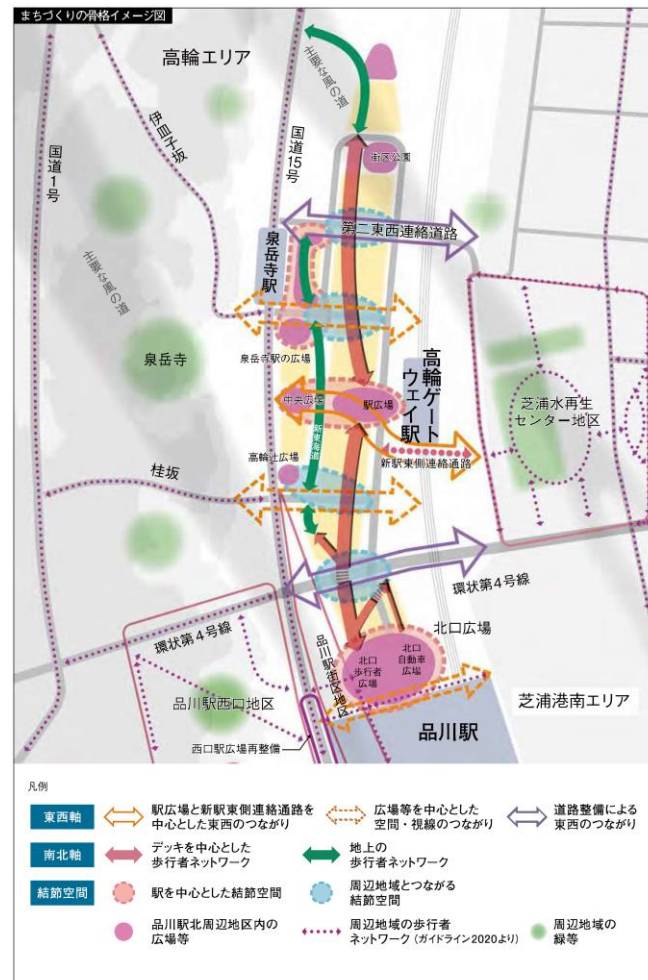 まちづくりの骨格イメージ図
高輪エリア
主要な風の道
伊皿子坂
国道15号
国道1号
街区公園
第二東西連絡道路
泉岳寺駅
主要な風の道
泉岳寺駅の広場
高輪ゲート
ウェイ駅
泉岳寺
中央広場
駅広場
芝浦水再生
センター地区
新東海道
新駅東側連絡通路
高輪辻広場
桂坂
環状第4号線
環状第4号線
北口広場
北口
歩行者
広場
北口
自動車
広場
品川駅街区地区
品川駅西口地区
芝浦港南エリア
品川駅
西口駅広場再整備
凡例
東西軸
駅広場と新駅東側連絡通路を
中心とした東西のつながり
広場等を中心とした
空間・視線のつながり
道路整備による
東西のつながり
南北軸
デッキを中心とした
歩行者ネットワーク
地上の
歩行者ネットワーク
結節空間
駅を中心とした結節空間
周辺地域とつながる
結節空間
品川駅北周辺地区内の
広場等
周辺地域の歩行者
ネットワーク(ガイドライン2020より)
周辺地域の
緑等